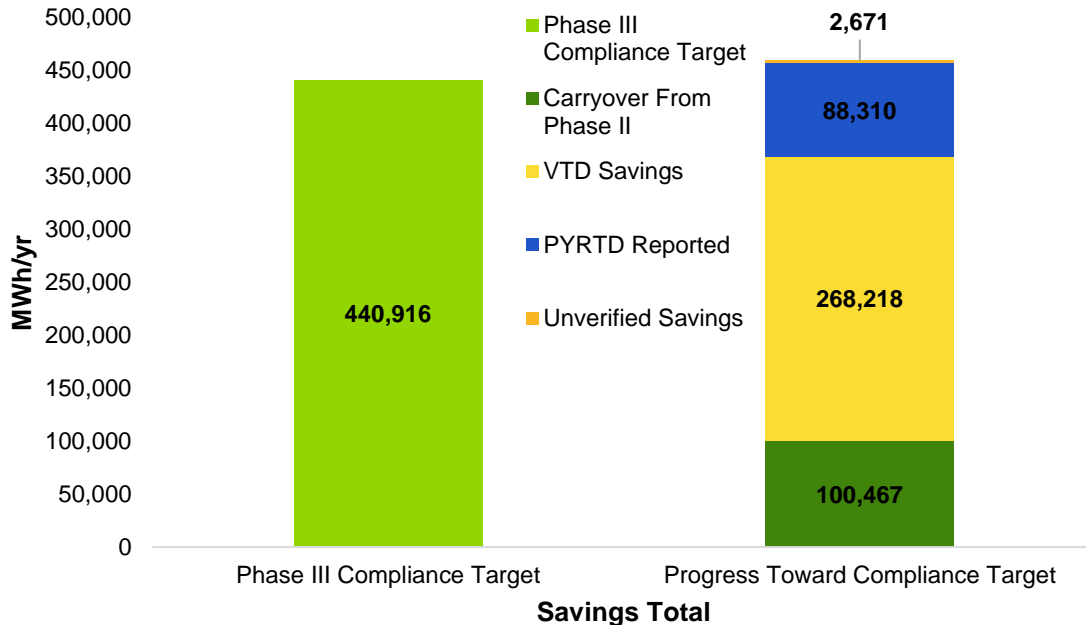 500,000
450,000
400,000
350,000
300,000
250,000
200,000
150,000
100,000
50,000
0
MWh/yr
440,916
Phase III
Compliance Target
Carryover From
Phase II
VTD Savings
PYRTD Reported
Unverified Savings
2,671
88,310
268,218
100,467
Phase III Compliance Target
Progress Toward Compliance Target
Savings Total